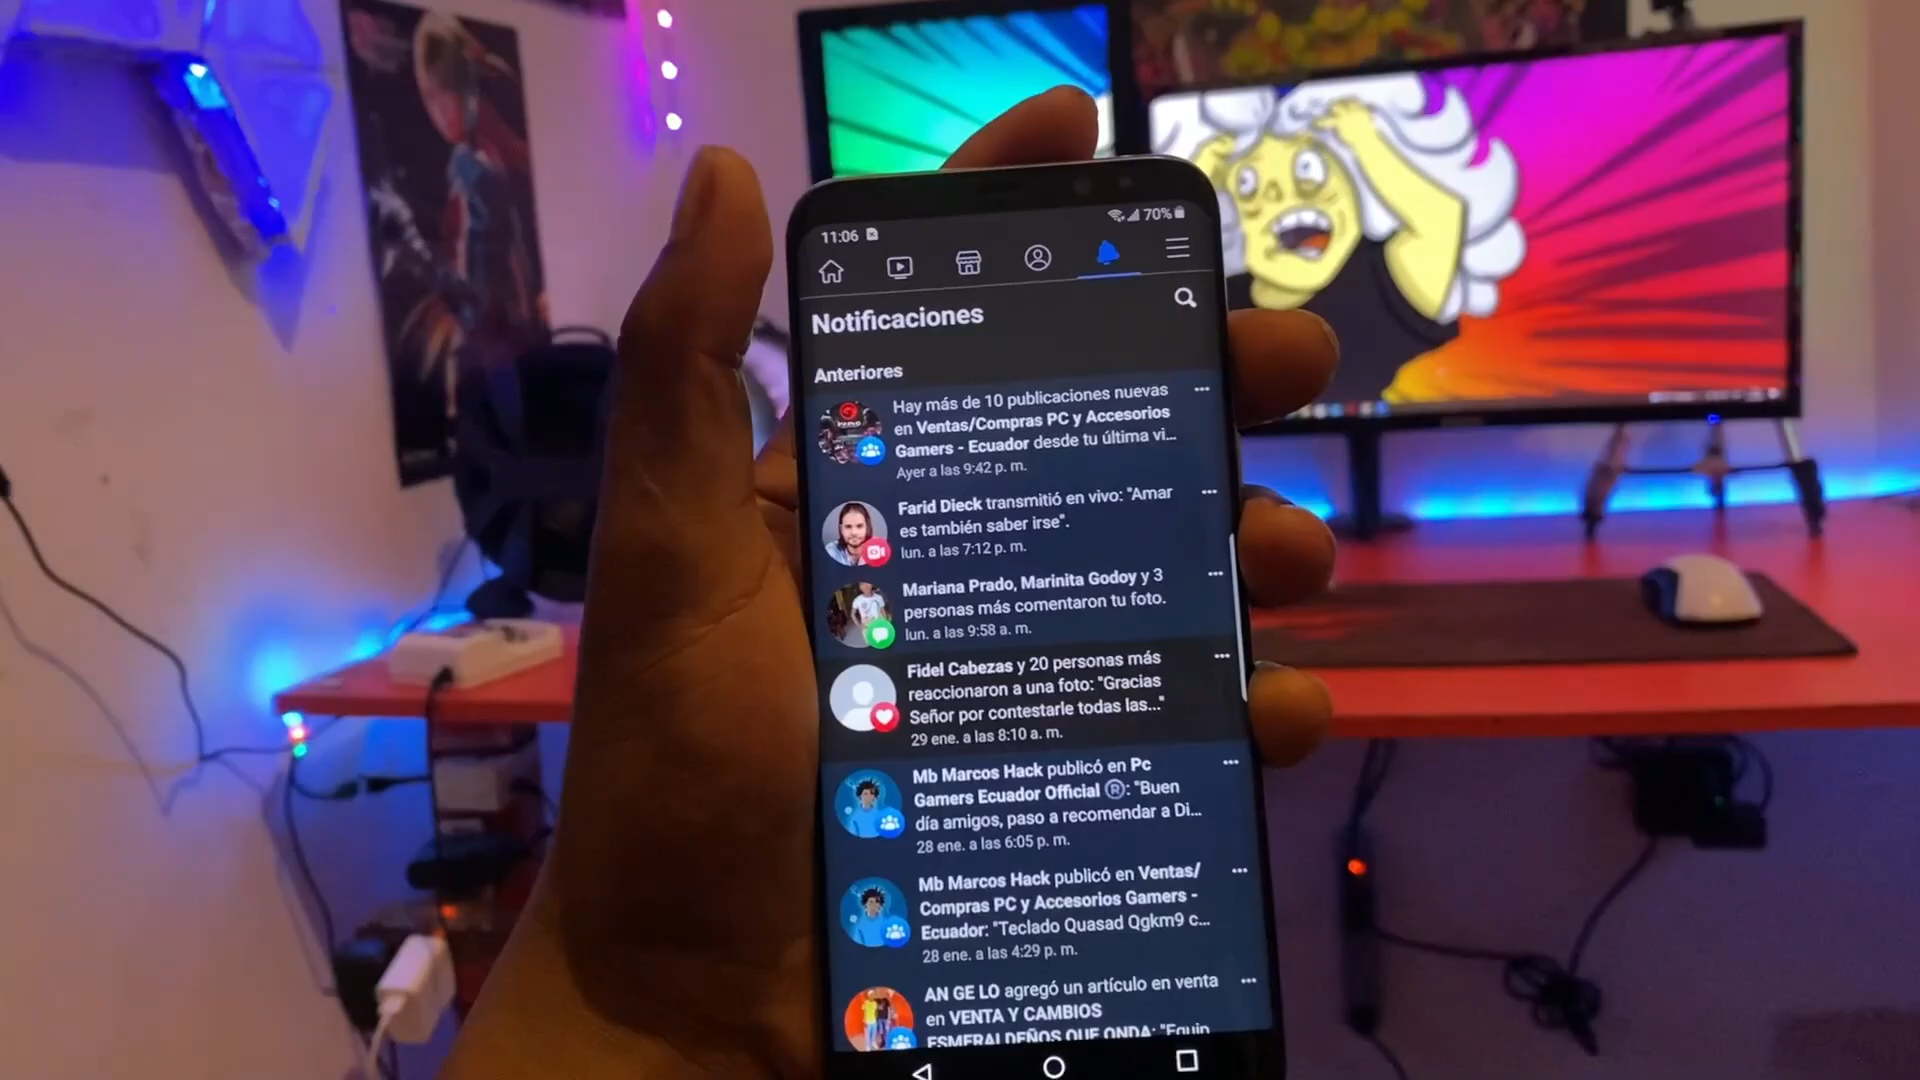 11:06
70%
Notificaciones
Anteriores
Hay más de 10 publicaciones nuevas
en Ventas/Compras PC y Accesorios
Gamers - Ecuador desde tu última vi...
Ayer a las 9:42 p. m.
Farid Dieck transmitió en vivo: "Amar
es también saber irse".
lun. a las 7:12 p. m.
Mariana Prado, Marinita Godoy y 3
personas más comentaron tu foto.
lun. a las 9:58 a. m.
Fidel Cabezas y 20 personas más
reaccionaron a una foto: "Gracias
Señor por contestarle todas las..."
29 ene. a las 8:10 a. m.
Mb Marcos Hack publicó en Pc
Gamers Ecuador Official ®: "Buen
día amigos, paso a recomendar a Di...
28 ene. a las 6:05 p. m.
Mb Marcos Hack publicó en Ventas/
Compras PC y Accesorios Gamers -
Ecuador: "Teclado Quasad Qgkm9 c...
28 ene. a las 4:29 p. m.
AN GE LO agregó un artículo en venta
en VENTA Y CAMBIOS
ESMERALDEÑOS QUE ONDA: "Equip